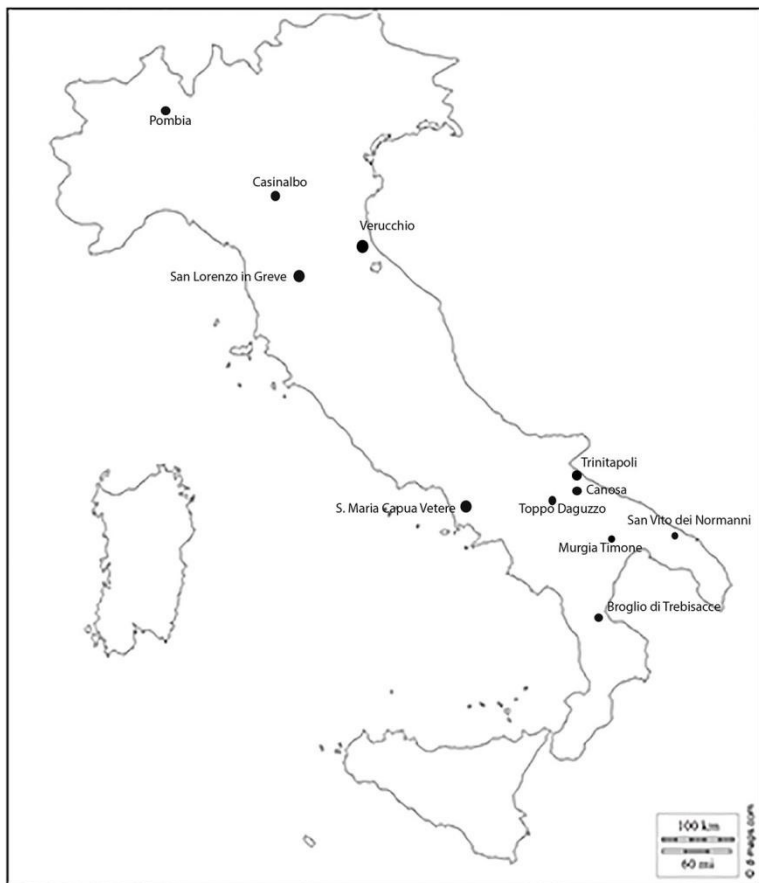 Pombia
Casinalbo
Verucchio
San Lorenzo in Greve
Trinitapoli
Canosa
S. Maria Capua Vetere
Toppo Daguzzo
San Vito dei Normanni
Murgia Timone
Broglio di Trebisacce
100 km
60 mi
© d-maps.com